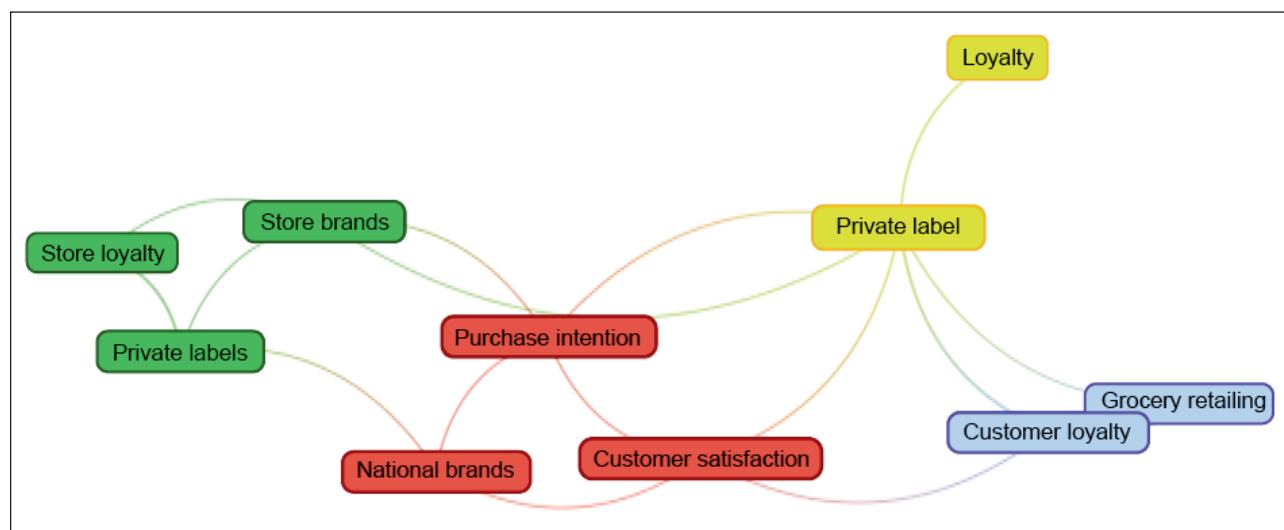 Loyalty
Store brands
Private label
Store loyalty
Purchase intention
Private labels
Grocery retailing
Customer loyalty
National brands
Customer satisfaction